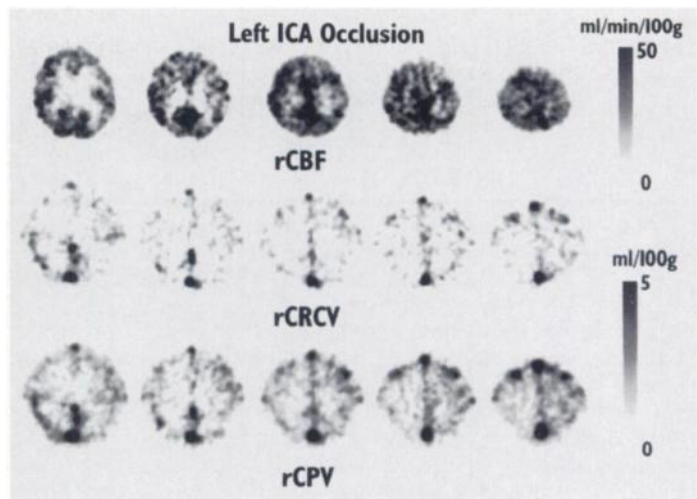 Left ICA Occlusion
ml/min/100g
50
rCBF
0
ml/100g
5
rCRCV
0
rCPV